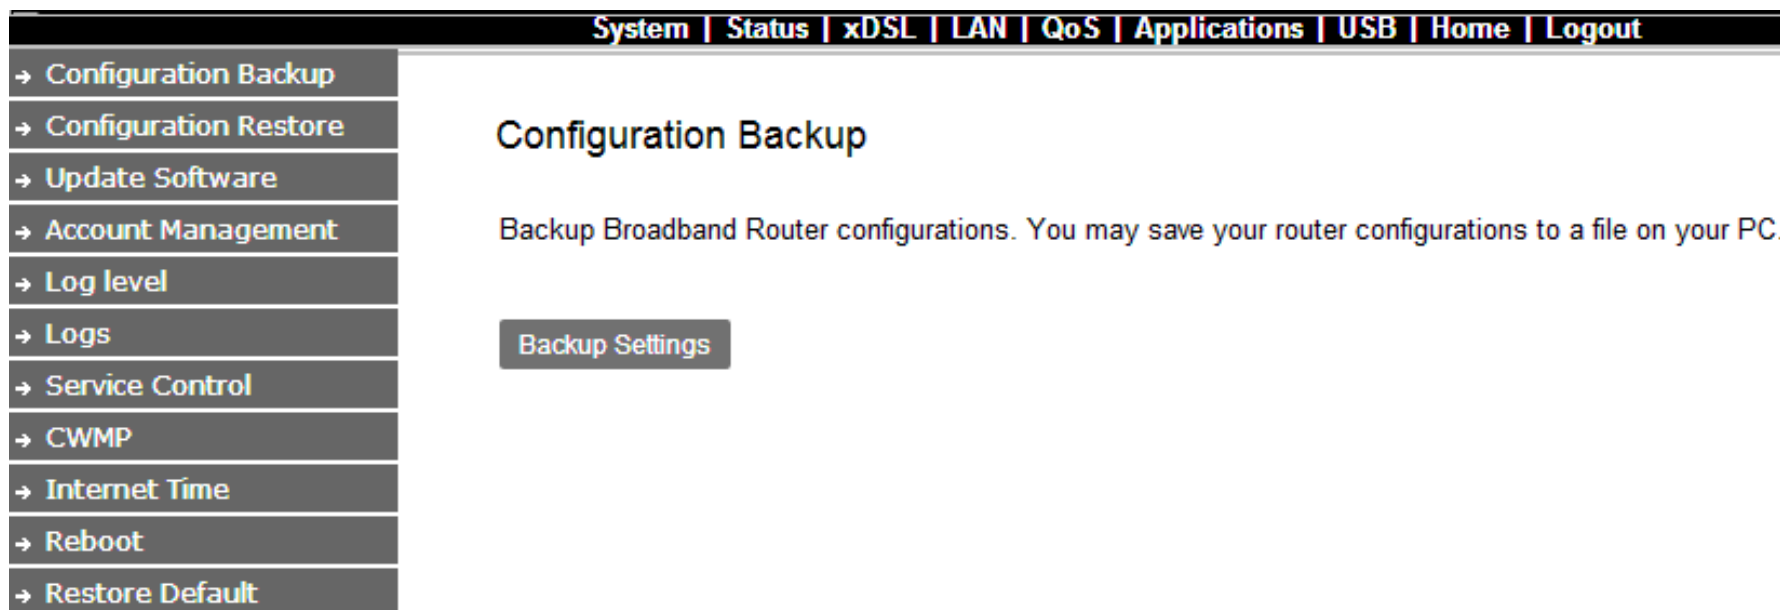 System | Status | xDSL | LAN | QoS | Applications | USB | Home | Logout
Configuration Backup
Configuration Restore
Update Software
Account Management
Log level
Logs
Service Control
CWMP
Internet Time
Reboot
Restore Default
Configuration Backup
Backup Broadband Router configurations. You may save your router configurations to a file on your PC.
Backup Settings